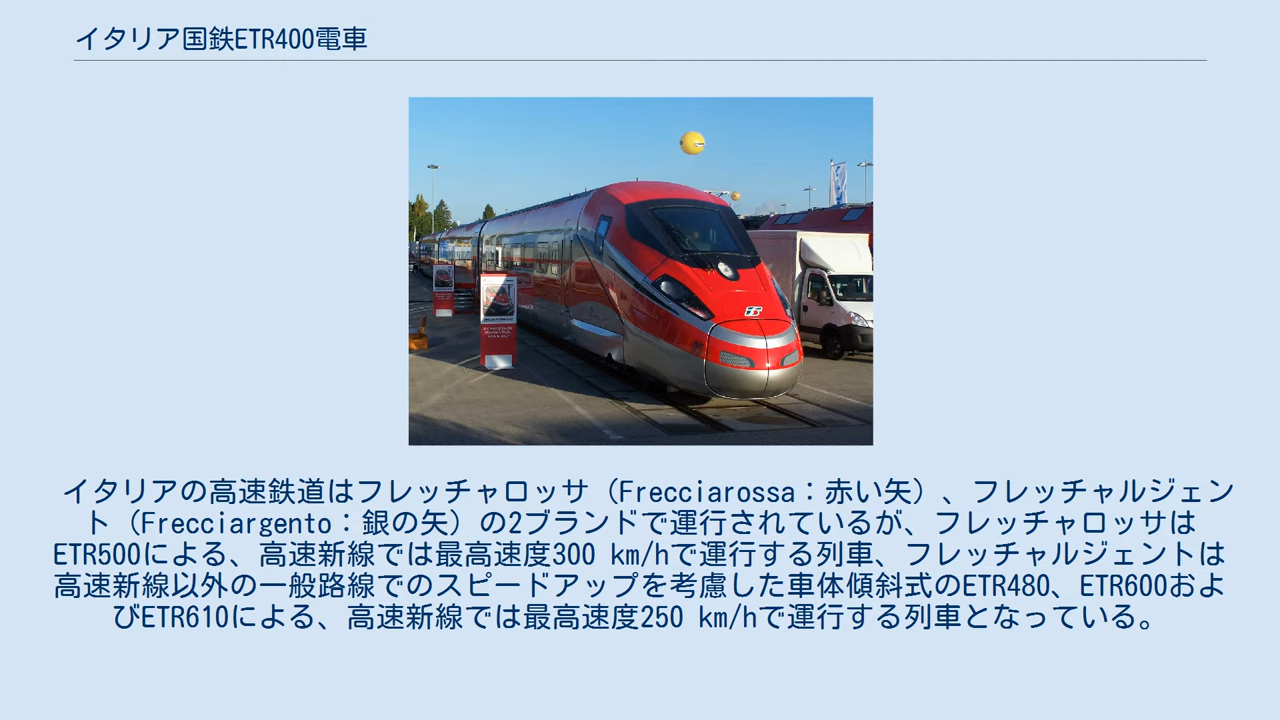 イタリア国鉄ETR400電車
イタリアの高速鉄道はフレッチャロッサ（Frecciarossa：赤い矢）、フレッチャルジェン
ト（Frecciargento：銀の矢）の2ブランドで運行されているが、フレッチャロッサは
ETR500による、高速新線では最高速度300 km/hで運行する列車、フレッチャルジェントは
高速新線以外の一般路線でのスピードアップを考慮した車体傾斜式のETR480、ETR600およ
びETR610による、高速新線では最高速度250 km/hで運行する列車となっている。